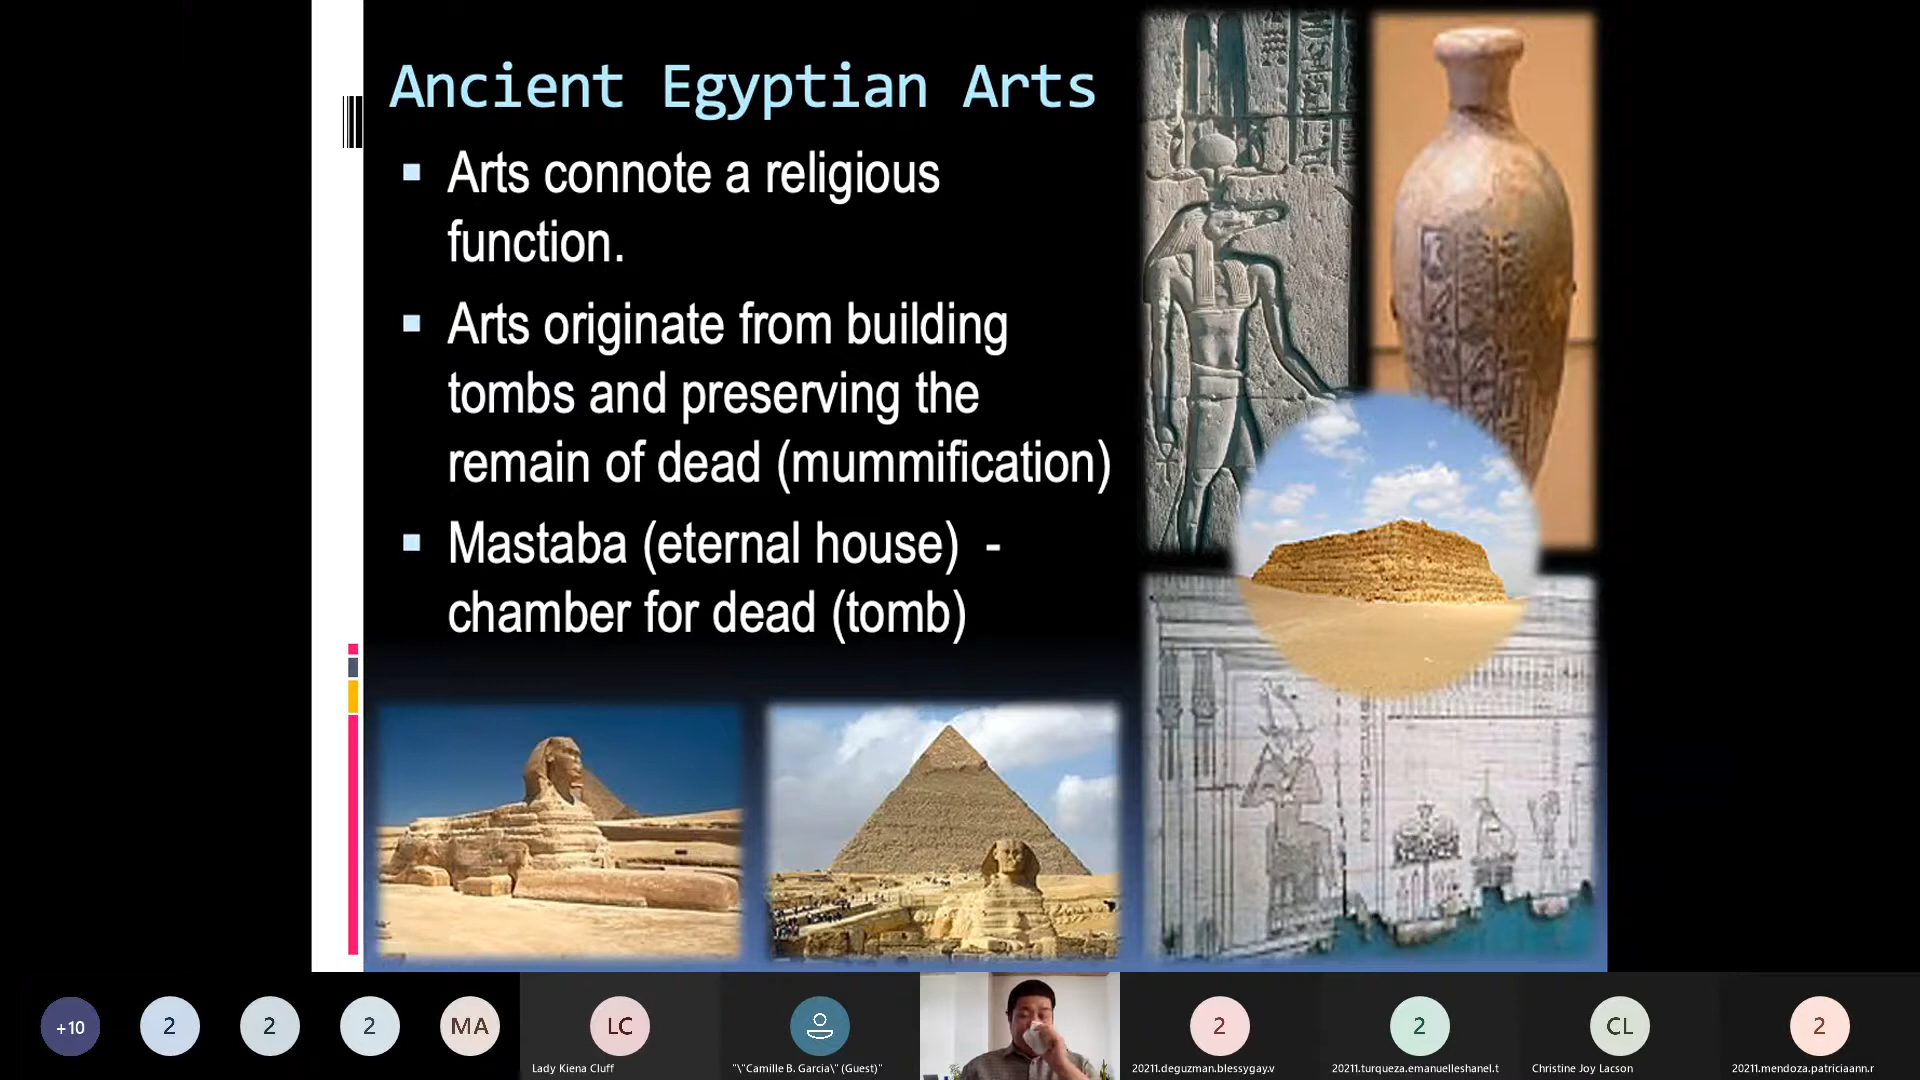 Ancient Egyptian Arts
Arts connote a religious
function.
Arts originate from building
tombs and preserving the
remain of dead (mummification)
Mastaba (eternal house) -
chamber for dead (tomb)
+10
2
2
2
MA
LC
2
2
CL
2
Lady Kiena Cluff
"\"Camille B. Garcia\" (Guest)"
20211.deguzman.blessygay.v
20211.turqueza.emanuelleshanel.t
Christine Joy Lacson
20211.mendoza.patriciaann.r